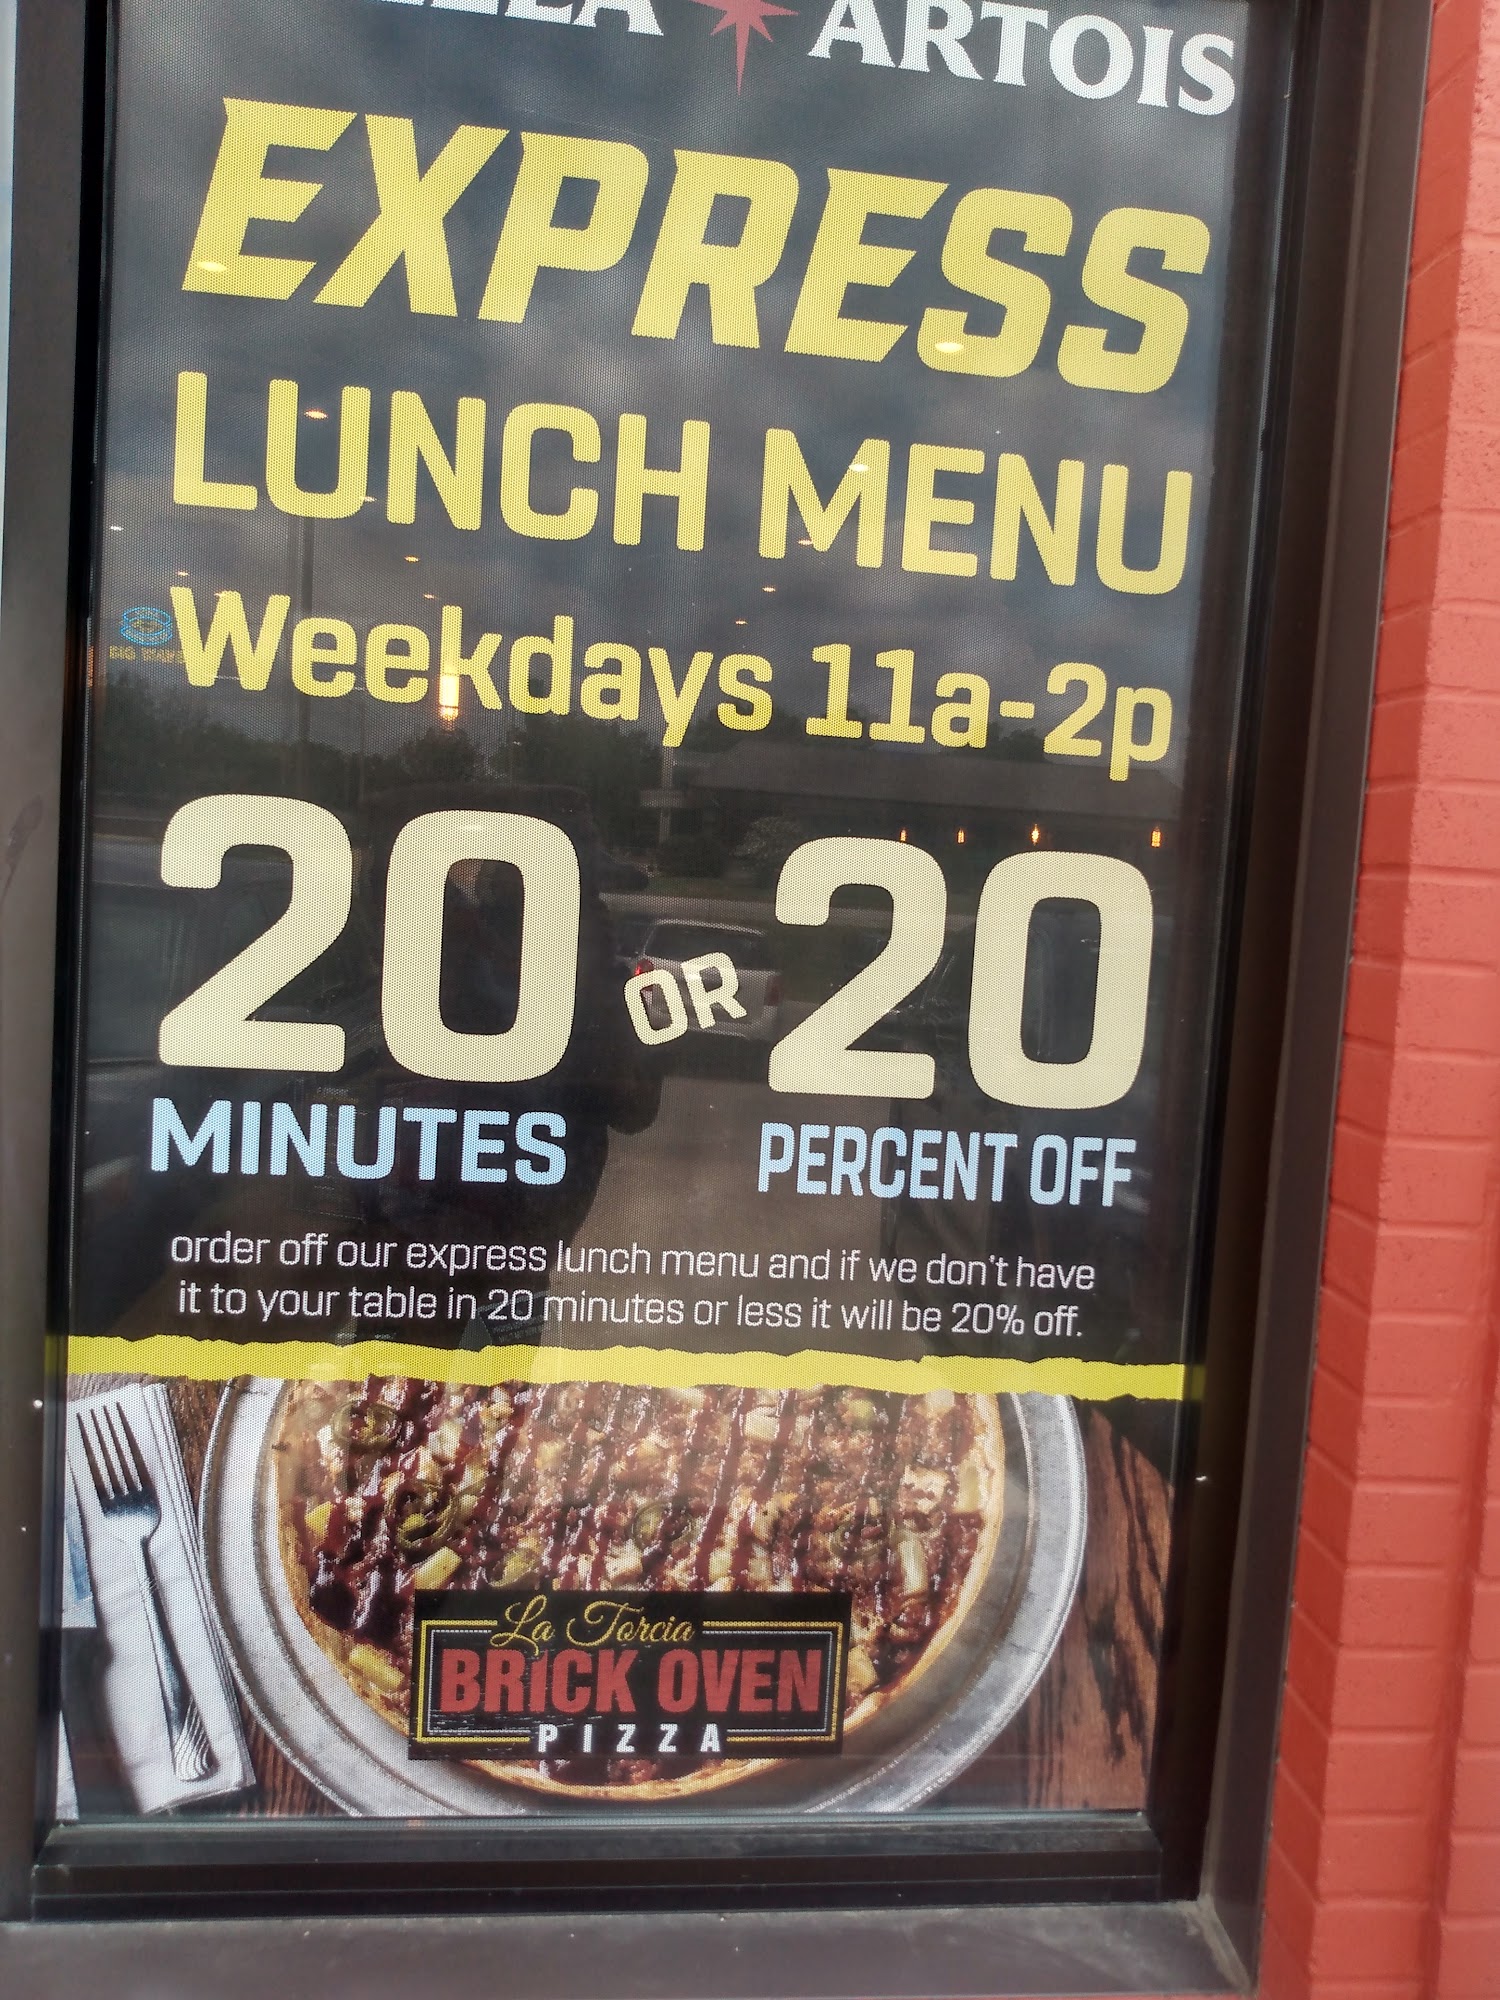 ARTOIS
EXPRESS
LUNCH MENU
Weekdays 11a-2p
20 OR 20
MINUTES PERCENT OFF
order off our express lunch menu and if we don't have
it to your table in 20 minutes or less it will be 20% off.
La Torcia
BRICK OVEN
PIZZA